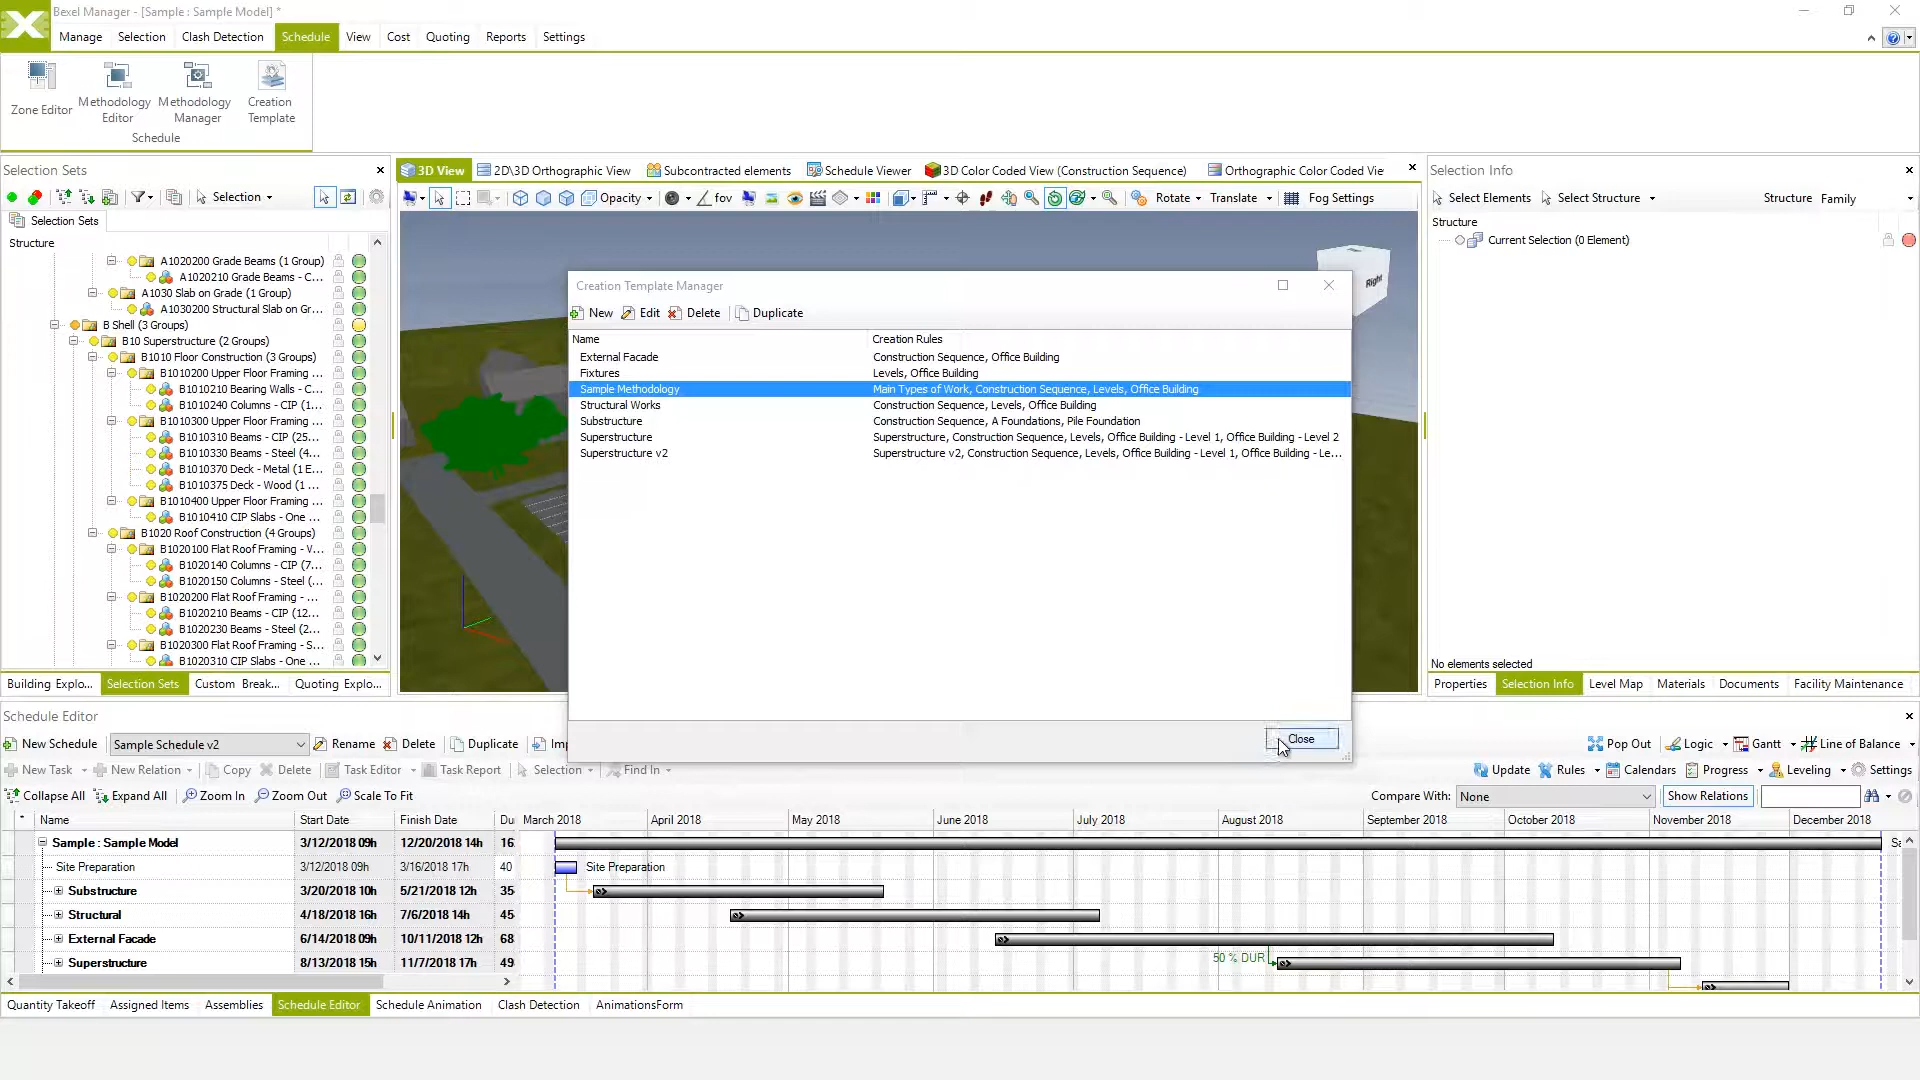 Bexel Manager - [Sample : Sample Model] *
Manage Selection Clash Detection Schedule View Cost Quoting Reports Settings
Zone Editor
Methodology Editor
Methodology Manager
Creation Template
Schedule
Selection Sets
Selection
Selection Sets
Structure
A1020200 Grade Beams (1 Group)
A1020210 Grade Beams - C...
A1030 Slab on Grade (1 Group)
A1030200 Structural Slab on Gr...
B Shell (3 Groups)
B10 Superstructure (2 Groups)
B1010 Floor Construction (3 Groups)
B1010200 Upper Floor Framing ...
B1010210 Bearing Walls - C...
B1010240 Columns - CIP (1...
B1010300 Upper Floor Framing ...
B1010310 Beams - CIP (25...
B1010330 Beams - Steel (4...
B1010370 Deck - Metal (1 E...
B1010375 Deck - Wood (1 ...
B1010400 Upper Floor Framing ...
B1010410 CIP Slabs - One ...
B1020 Roof Construction (4 Groups)
B1020100 Flat Roof Framing - V...
B1020140 Columns - CIP (7...
B1020150 Columns - Steel (...
B1020200 Flat Roof Framing - ...
B1020210 Beams - CIP (12...
B1020230 Beams - Steel (2...
B1020300 Flat Roof Framing - S...
B1020310 CIP Slabs - One ...
Building Explo... Selection Sets Custom Break... Quoting Explo...
3D View 2D\3D Orthographic View Subcontracted elements Schedule Viewer 3D Color Coded View (Construction Sequence) Orthographic Color Coded Vie
Opacity fov Rotate Translate Fog Settings
Right
Creation Template Manager
New Edit Delete Duplicate
Name Creation Rules
External Facade Construction Sequence, Office Building
Fixtures Levels, Office Building
Sample Methodology Main Types of Work, Construction Sequence, Levels, Office Building
Structural Works Construction Sequence, Levels, Office Building
Substructure Construction Sequence, A Foundations, Pile Foundation
Superstructure Superstructure, Construction Sequence, Levels, Office Building - Level 1, Office Building - Level 2
Superstructure v2 Superstructure v2, Construction Sequence, Levels, Office Building - Level 1, Office Building - Le...
Close
Selection Info
Select Elements Select Structure Structure Family
Structure
Current Selection (0 Element)
No elements selected
Properties Selection Info Level Map Materials Documents Facility Maintenance
Schedule Editor
New Schedule Sample Schedule v2 Rename Delete Duplicate Imp Pop Out Logic Gantt Line of Balance
New Task New Relation Copy Delete Task Editor Task Report Selection Find In Update Rules Calendars Progress Leveling Settings
Collapse All Expand All Zoom In Zoom Out Scale To Fit Compare With: None Show Relations
* Name Start Date Finish Date Du March 2018 April 2018 May 2018 June 2018 July 2018 August 2018 September 2018 October 2018 November 2018 December 2018
Sample : Sample Model 3/12/2018 09h 12/20/2018 14h 16 Sa
Site Preparation 3/12/2018 09h 3/16/2018 17h 40 Site Preparation
Substructure 3/20/2018 10h 5/21/2018 12h 35
Structural 4/18/2018 16h 7/6/2018 14h 45
External Facade 6/14/2018 09h 10/11/2018 12h 68
Superstructure 8/13/2018 15h 11/7/2018 17h 49 50 % DUR
Quantity Takeoff Assigned Items Assemblies Schedule Editor Schedule Animation Clash Detection AnimationsForm